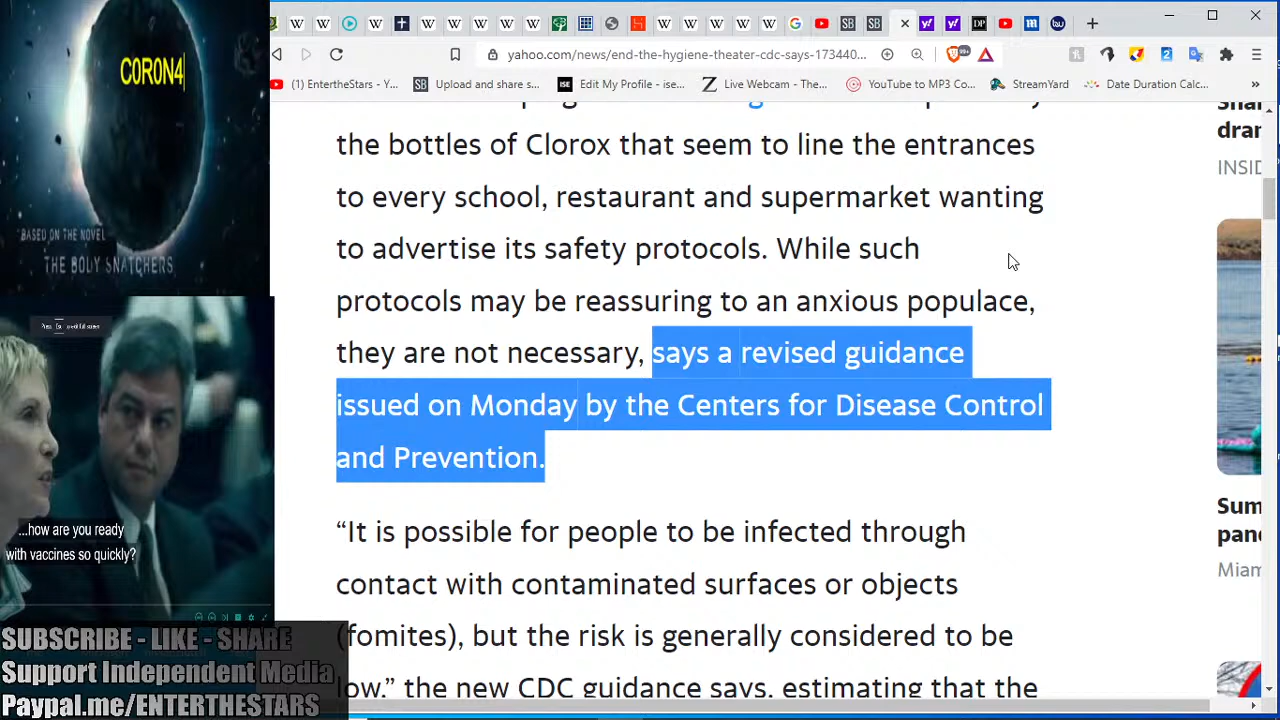 CORON4
BASED ON THE NOVEL
THE BODY SNATCHERS
...how are you ready
with vaccines so quickly?
SUBSCRIBE - LIKE - SHARE
Support Independent Media
Paypal.me/ENTERTHESTARS
yahoo.com/news/end-the-hygiene-theater-cdc-says-173440...
99+
(1) EntertheStars - Y...
Upload and share s...
Edit My Profile - ise...
Live Webcam - The...
YouTube to MP3 Co...
StreamYard
Date Duration Calc...
the bottles of Clorox that seem to line the entrances
to every school, restaurant and supermarket wanting
to advertise its safety protocols. While such
protocols may be reassuring to an anxious populace,
they are not necessary, says a revised guidance
issued on Monday by the Centers for Disease Control
and Prevention.
“It is possible for people to be infected through
contact with contaminated surfaces or objects
(fomites), but the risk is generally considered to be
low,” the new CDC guidance says, estimating that the
dran
INSID
Sum
pand
Miam